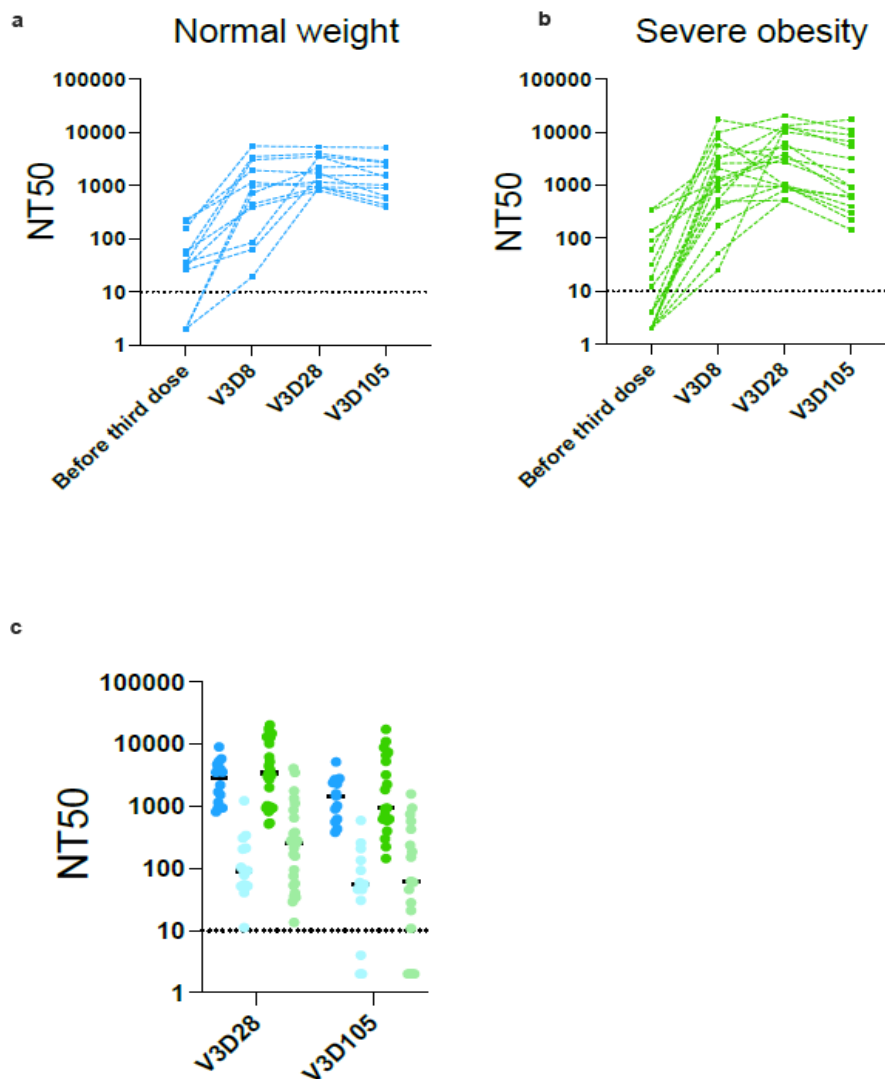 a
Normal weight
NT50
100000
10000
1000
100
10
1
Before third dose
V3D8
V3D28
V3D105
b
Severe obesity
NT50
100000
10000
1000
100
10
1
Before third dose
V3D8
V3D28
V3D105
c
NT50
100000
10000
1000
100
10
1
V3D28
V3D105